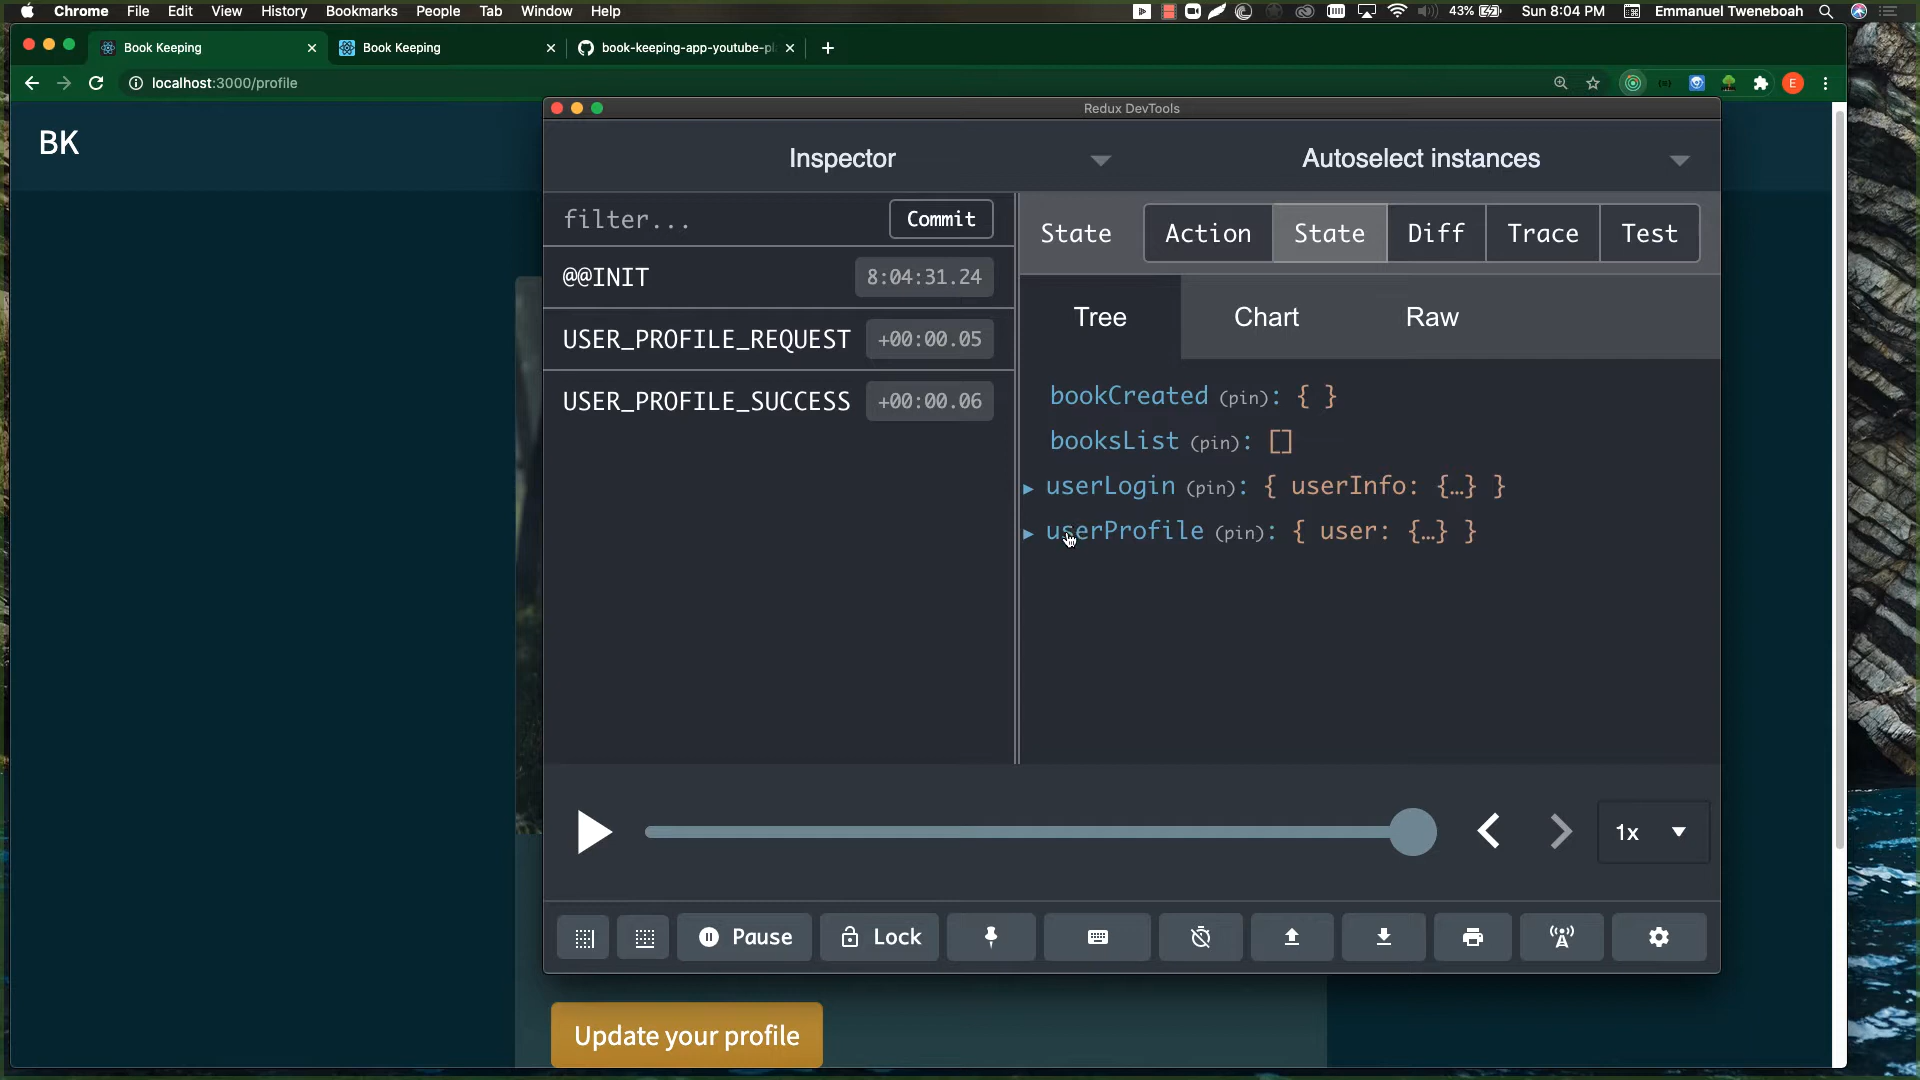 Chrome File Edit View History Bookmarks People Tab Window Help 43% Sun 8:04 PM Emmanuel Tweneboah
Book Keeping
Book Keeping
book-keeping-app-youtube-pl
localhost:3000/profile
E
Redux DevTools
BK
Inspector
Autoselect instances
filter...
Commit
State
Action
State
Diff
Trace
Test
@@INIT 8:04:31.24
Tree
Chart
Raw
USER_PROFILE_REQUEST +00:00.05
USER_PROFILE_SUCCESS +00:00.06
bookCreated (pin): { }
booksList (pin): []
userLogin (pin): { userInfo: {…} }
userProfile (pin): { user: {…} }
1x
Pause
Lock
Update your profile